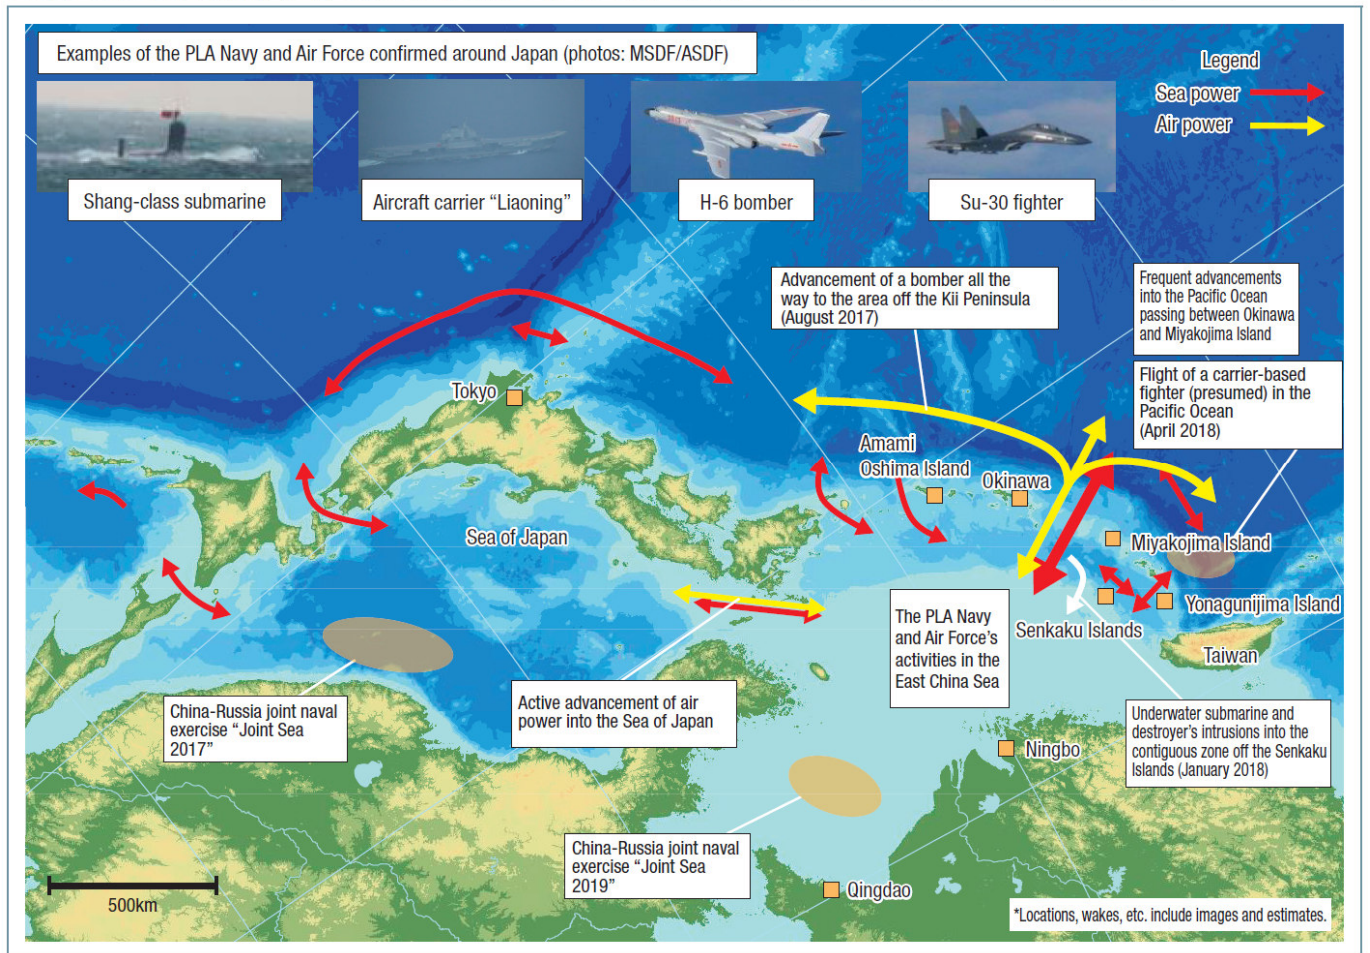 Examples of the PLA Navy and Air Force confirmed around Japan (photos: MSDF/ASDF)
Legend
Sea power
Air power
Shang-class submarine
Aircraft carrier “Liaoning”
H-6 bomber
Su-30 fighter
Advancement of a bomber all the
way to the area off the Kii Peninsula
(August 2017)
Frequent advancements
into the Pacific Ocean
passing between Okinawa
and Miyakojima Island
Flight of a carrier-based
fighter (presumed) in the
Pacific Ocean
(April 2018)
Tokyo
Amami
Oshima Island
Okinawa
Sea of Japan
Miyakojima Island
Yonagunijima Island
Senkaku Islands
Taiwan
The PLA Navy
and Air Force’s
activities in the
East China Sea
China-Russia joint naval
exercise “Joint Sea
2017”
Active advancement of air
power into the Sea of Japan
Underwater submarine and
destroyer’s intrusions into the
contiguous zone off the Senkaku
Islands (January 2018)
Ningbo
China-Russia joint naval
exercise “Joint Sea
2019”
Qingdao
500km
*Locations, wakes, etc. include images and estimates.